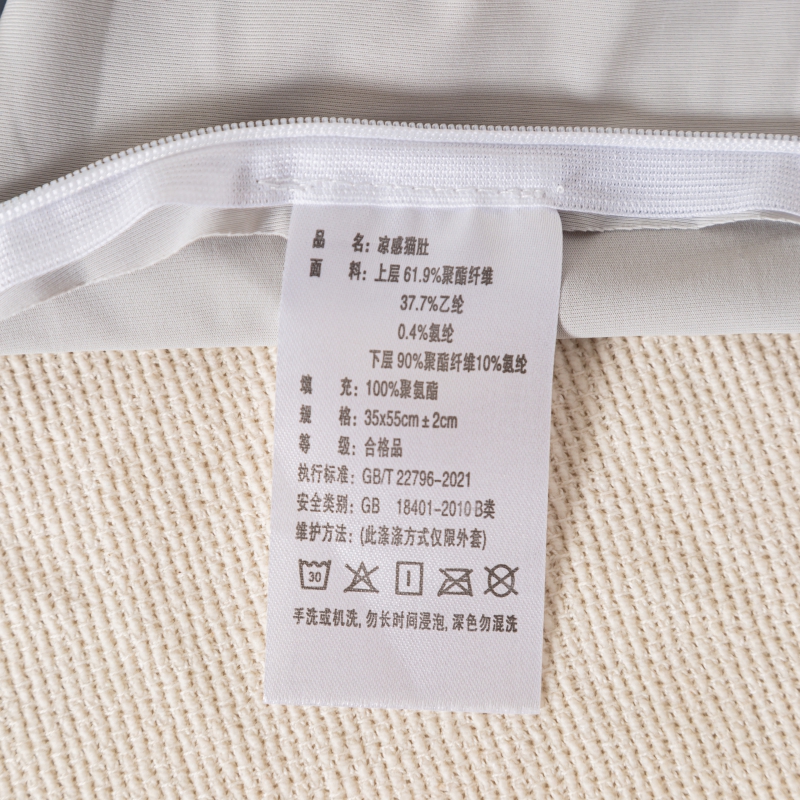 品 名：凉感猫肚
面 料：上层 61.9%聚酯纤维
37.7%乙纶
0.4%氨纶
下层 90%聚酯纤维10%氨纶
填 充：100%聚氨酯
规 格：35x55cm±2cm
等 级：合格品
执行标准：GB/T 22796-2021
安全类别：GB 18401-2010 B类
维护方法：(此涤涤方式仅限外套)
30
手洗或机洗, 勿长时间浸泡, 深色勿混洗